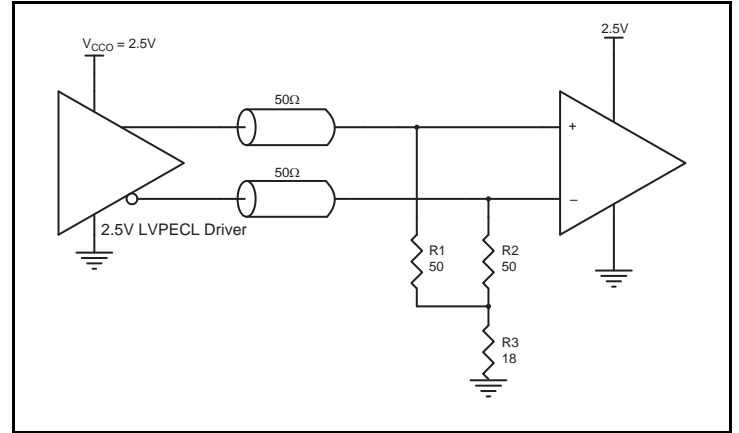 V_CCO = 2.5V
2.5V
50Ω
+
50Ω
−
2.5V LVPECL Driver
R1
50
R2
50
R3
18